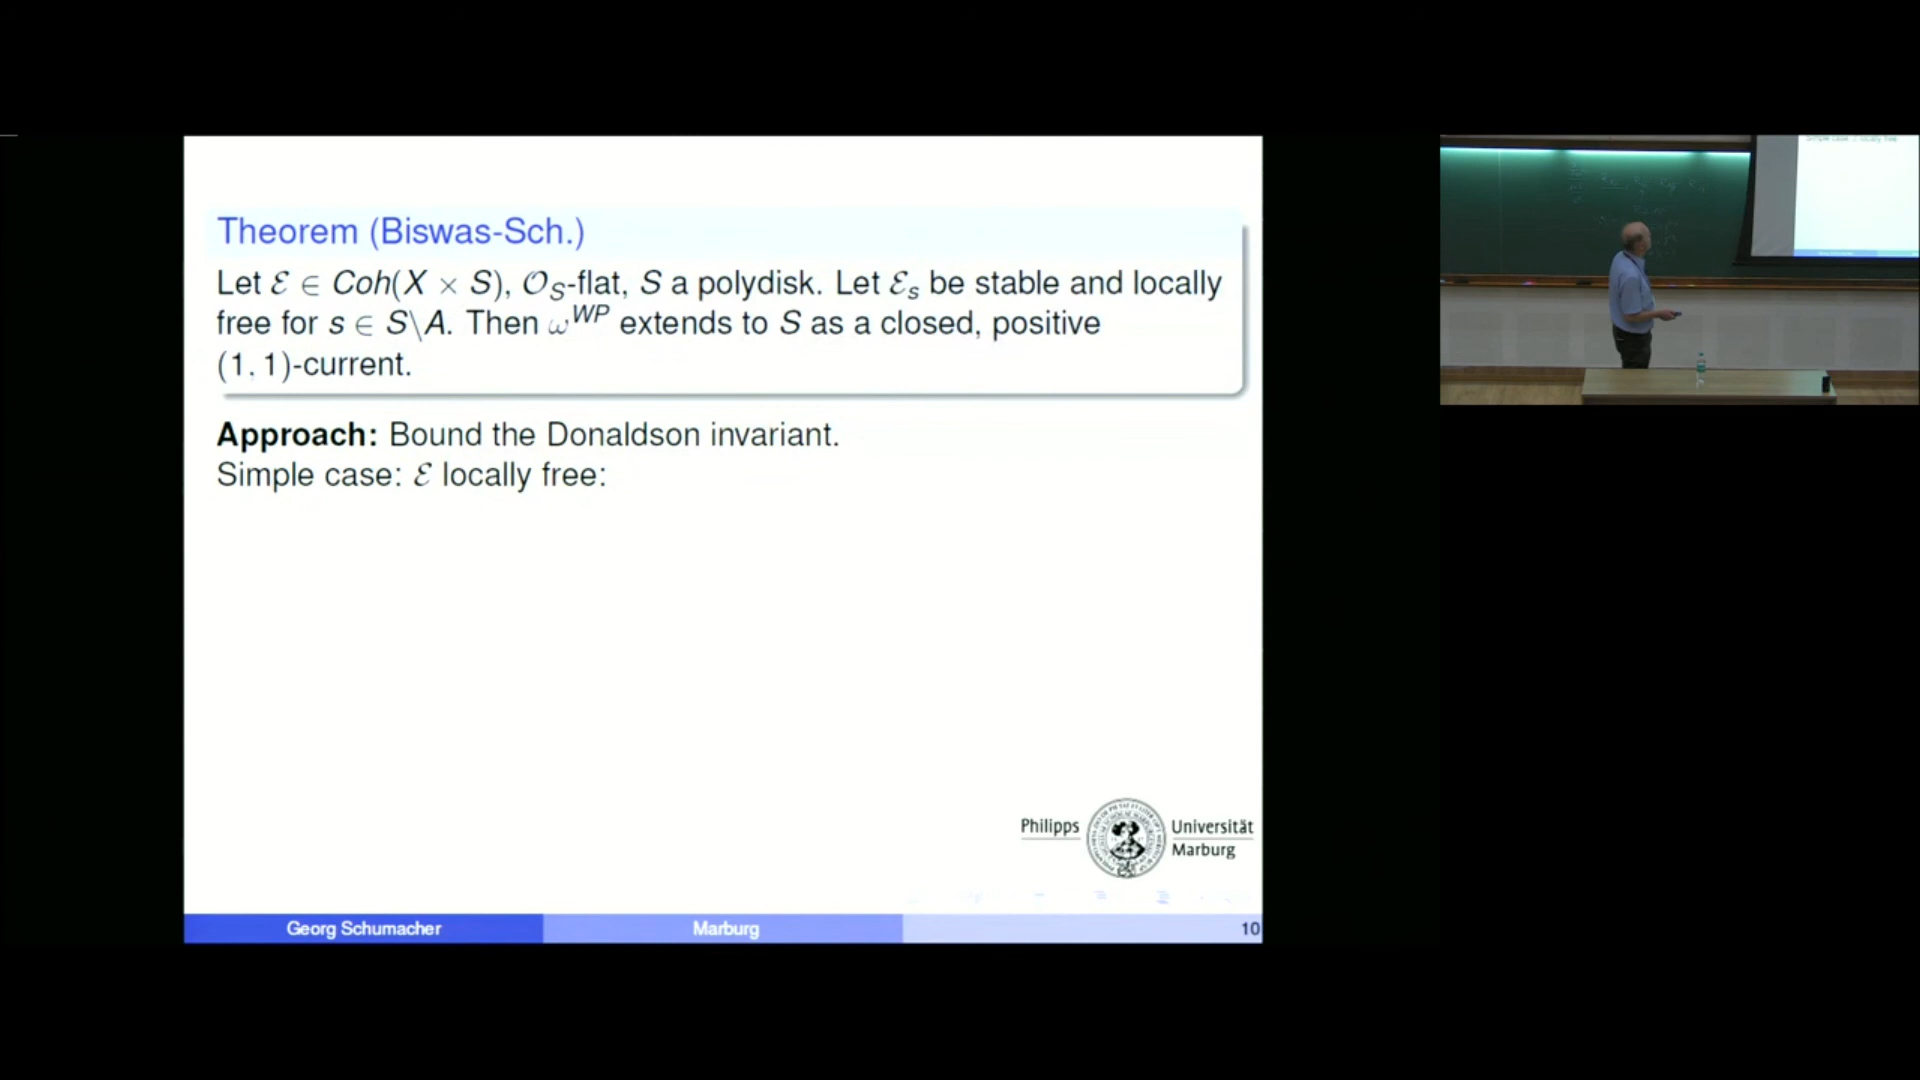 Theorem (Biswas-Sch.)
Let ℰ ∈ Coh(X × S), 𝒪_S-flat, S a polydisk. Let ℰ_s be stable and locally
free for s ∈ S\A. Then ω^WP extends to S as a closed, positive
(1, 1)-current.
Approach: Bound the Donaldson invariant.
Simple case: ℰ locally free:
Philipps Universität
Marburg
Georg Schumacher Marburg 10